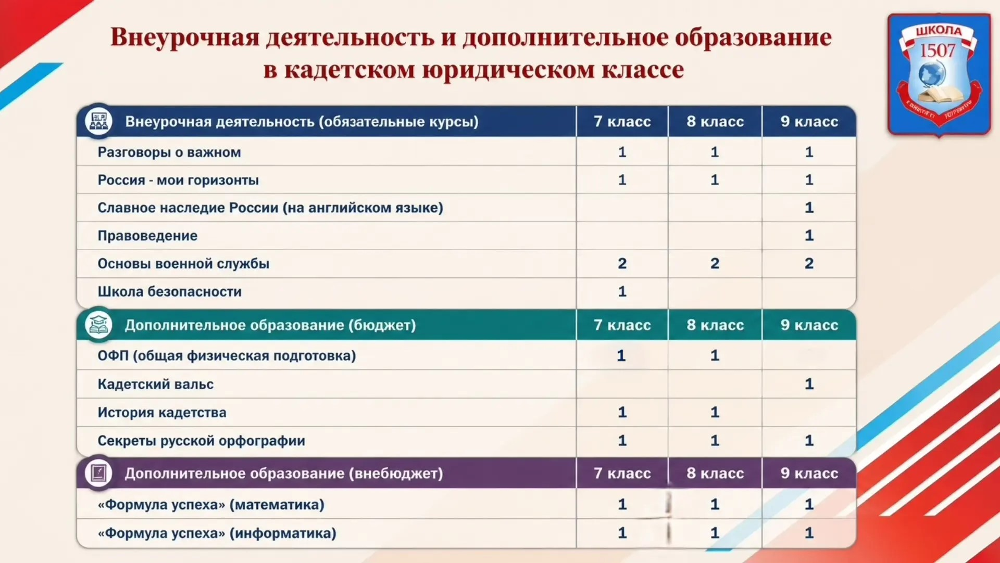 Внеурочная деятельность и дополнительное образование
в кадетском юридическом классе
ШКОЛА
1507
Внеурочная деятельность (обязательные курсы) 7 класс 8 класс 9 класс
Разговоры о важном 1 1 1
Россия - мои горизонты 1 1 1
Славное наследие России (на английском языке) 1
Правоведение 1
Основы военной службы 2 2 2
Школа безопасности 1
Дополнительное образование (бюджет) 7 класс 8 класс 9 класс
ОФП (общая физическая подготовка) 1 1
Кадетский вальс 1
История кадетства 1 1
Секреты русской орфографии 1 1 1
Дополнительное образование (внебюджет) 7 класс 8 класс 9 класс
«Формула успеха» (математика) 1 1 1
«Формула успеха» (информатика) 1 1 1